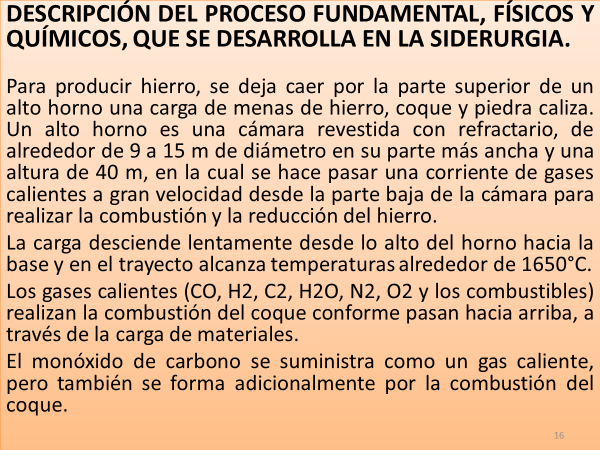 DESCRIPCIÓN DEL PROCESO FUNDAMENTAL, FÍSICOS Y
QUÍMICOS, QUE SE DESARROLLA EN LA SIDERURGIA.
Para producir hierro, se deja caer por la parte superior de un
alto horno una carga de menas de hierro, coque y piedra caliza.
Un alto horno es una cámara revestida con refractario, de
alrededor de 9 a 15 m de diámetro en su parte más ancha y una
altura de 40 m, en la cual se hace pasar una corriente de gases
calientes a gran velocidad desde la parte baja de la cámara para
realizar la combustión y la reducción del hierro.
La carga desciende lentamente desde lo alto del horno hacia la
base y en el trayecto alcanza temperaturas alrededor de 1650°C.
Los gases calientes (CO, H2, C2, H2O, N2, O2 y los combustibles)
realizan la combustión del coque conforme pasan hacia arriba, a
través de la carga de materiales.
El monóxido de carbono se suministra como un gas caliente,
pero también se forma adicionalmente por la combustión del
coque.
16